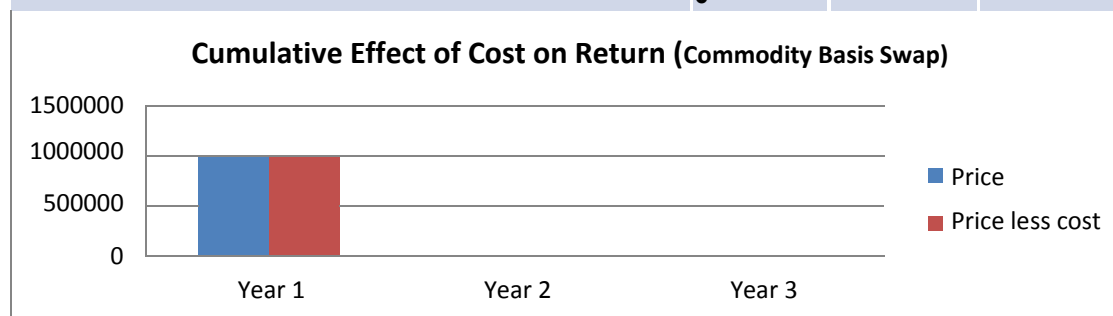 Cumulative Effect of Cost on Return (Commodity Basis Swap)
1500000
1000000
500000
0
Year 1 Year 2 Year 3
Price
Price less cost